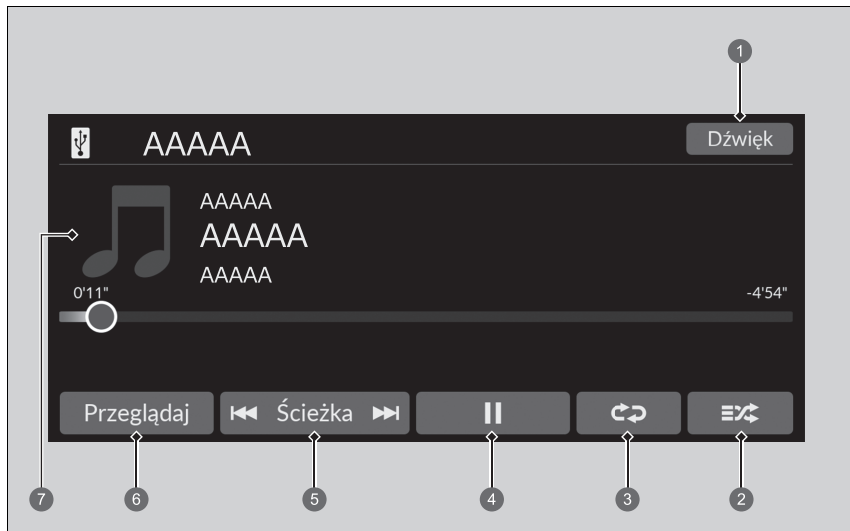 1
AAAAA
Dźwięk
AAAAA
AAAAA
AAAAA
7
0'11"
-4'54"
Przeglądaj
Ścieżka
6
5
4
3
2